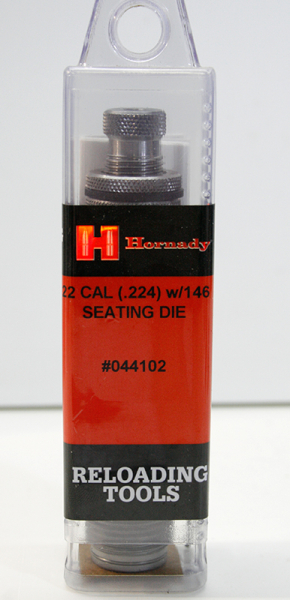 H Hornady
22 CAL (.224) w/146
SEATING DIE
#044102
RELOADING
TOOLS